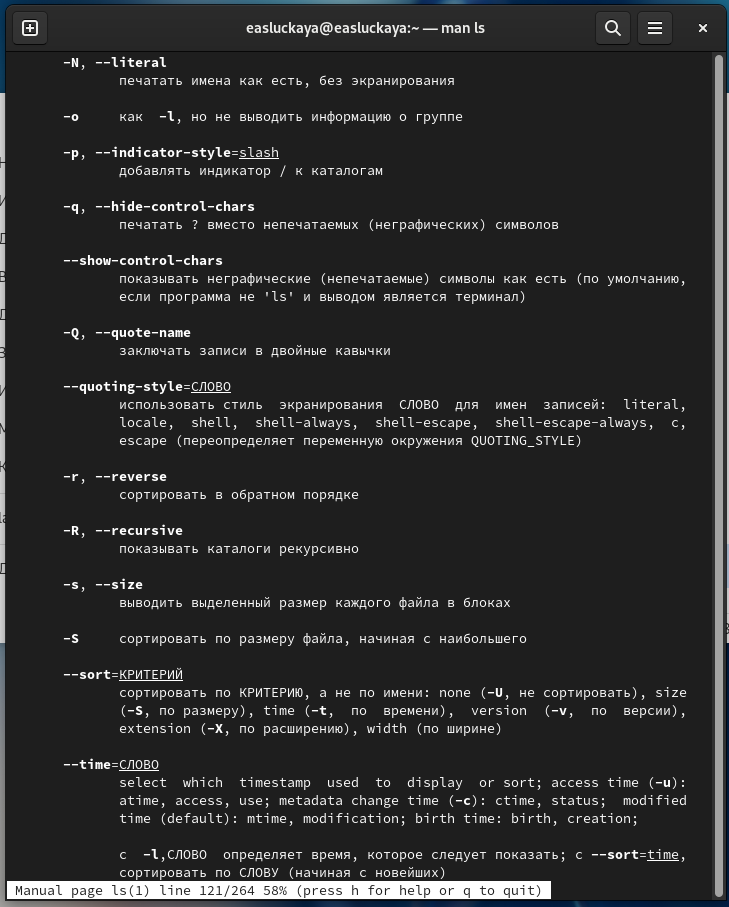 easluckaya@easluckaya:~ — man ls
-N, --literal
печатать имена как есть, без экранирования
-o как -l, но не выводить информацию о группе
-p, --indicator-style=slash
добавлять индикатор / к каталогам
-q, --hide-control-chars
печатать ? вместо непечатаемых (неграфических) символов
--show-control-chars
показывать неграфические (непечатаемые) символы как есть (по умолчанию,
если программа не 'ls' и выводом является терминал)
-Q, --quote-name
заключать записи в двойные кавычки
--quoting-style=СЛОВО
использовать стиль экранирования СЛОВО для имен записей: literal,
locale, shell, shell-always, shell-escape, shell-escape-always, c,
escape (переопределяет переменную окружения QUOTING_STYLE)
-r, --reverse
сортировать в обратном порядке
-R, --recursive
показывать каталоги рекурсивно
-s, --size
выводить выделенный размер каждого файла в блоках
-S сортировать по размеру файла, начиная с наибольшего
--sort=КРИТЕРИЙ
сортировать по КРИТЕРИЮ, а не по имени: none (-U, не сортировать), size
(-S, по размеру), time (-t, по времени), version (-v, по версии),
extension (-X, по расширению), width (по ширине)
--time=СЛОВО
select which timestamp used to display or sort; access time (-u):
atime, access, use; metadata change time (-c): ctime, status; modified
time (default): mtime, modification; birth time: birth, creation;
с -l,СЛОВО определяет время, которое следует показать; с --sort=time,
сортировать по СЛОВУ (начиная с новейших)
Manual page ls(1) line 121/264 58% (press h for help or q to quit)